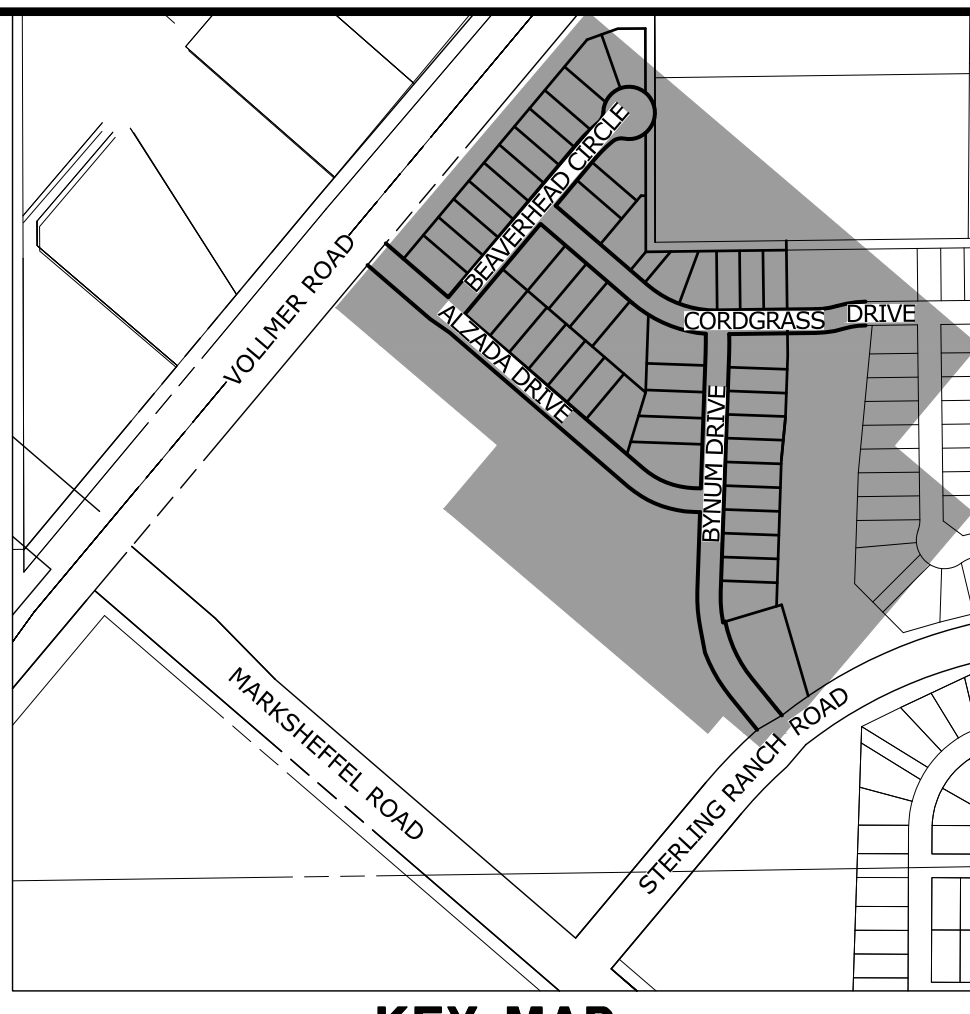 BEAVERHEAD CIRCLE
VOLLMER ROAD
CORDGRASS DRIVE
ALZADA DRIVE
BYNUM DRIVE
MARKSHEFFEL ROAD
STERLING RANCH ROAD
KEY MAP